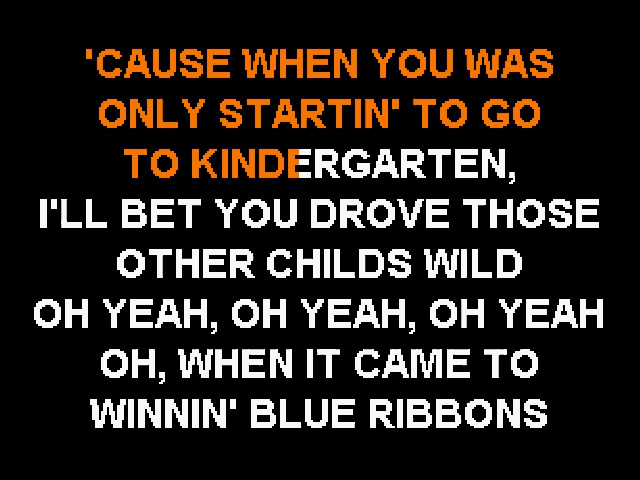 'CAUSE WHEN YOU WAS
ONLY STARTIN' TO GO
TO KINDERGARTEN,
I'LL BET YOU DROVE THOSE
OTHER CHILDS WILD
OH YEAH, OH YEAH, OH YEAH
OH, WHEN IT CAME TO
WINNIN' BLUE RIBBONS